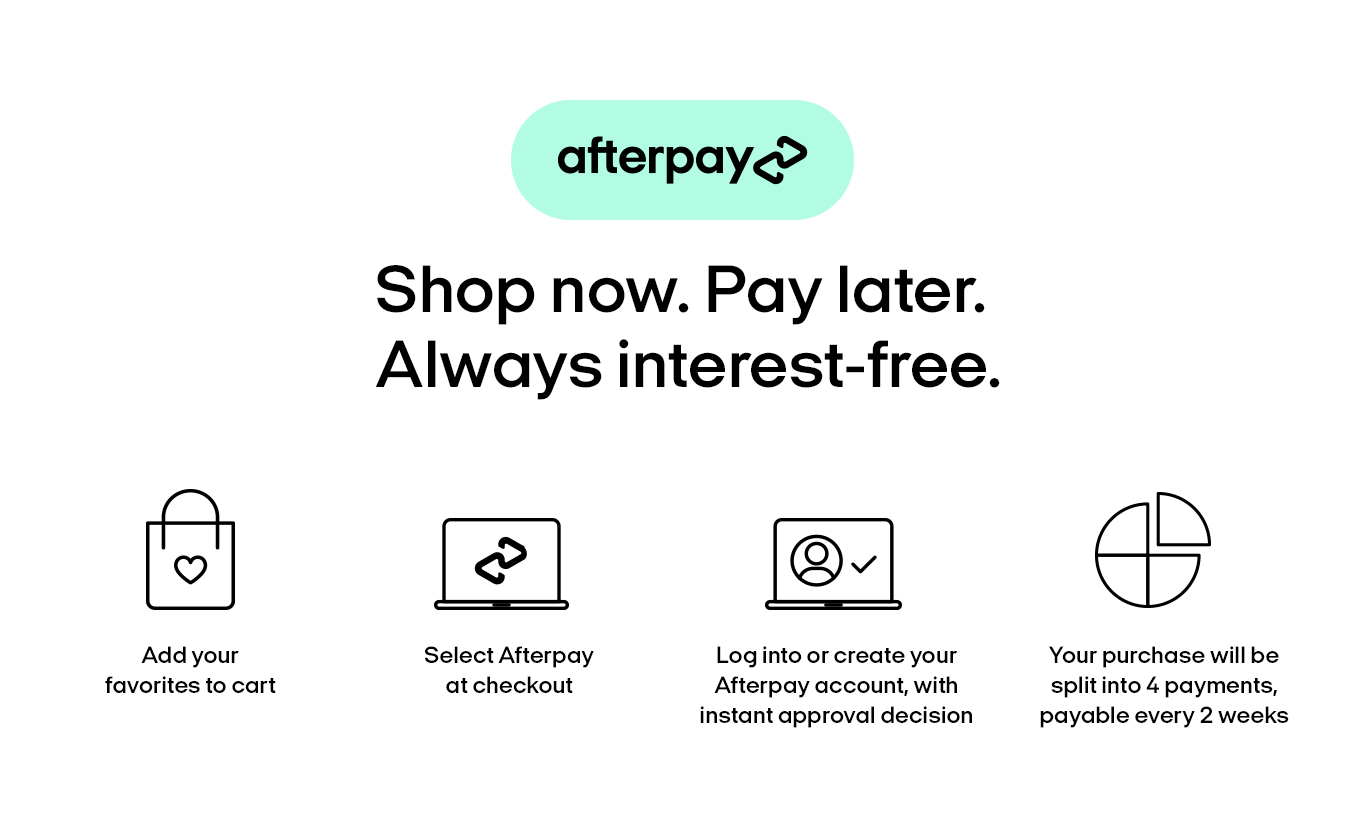 afterpay
Shop now. Pay later.
Always interest-free.
Add your
favorites to cart
Select Afterpay
at checkout
Log into or create your
Afterpay account, with
instant approval decision
Your purchase will be
split into 4 payments,
payable every 2 weeks